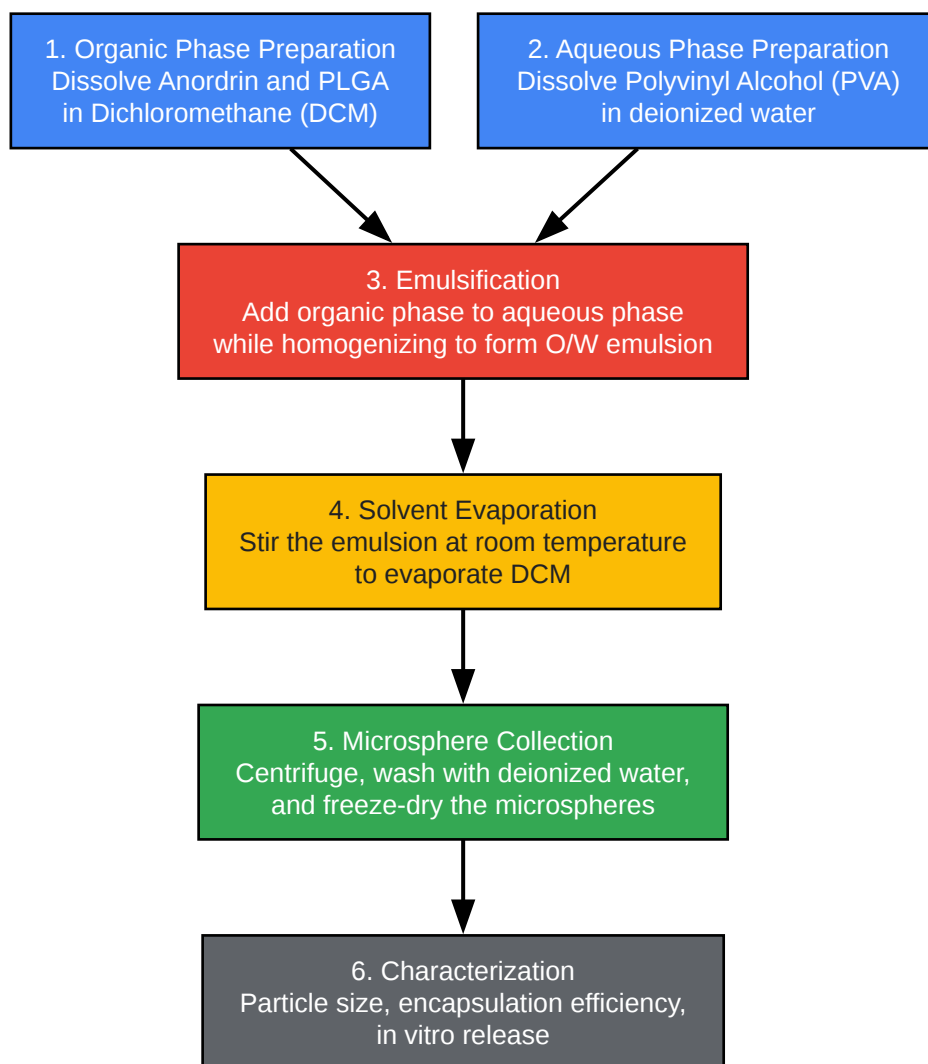 1. Organic Phase Preparation
Dissolve Anordrin and PLGA
in Dichloromethane (DCM)
2. Aqueous Phase Preparation
Dissolve Polyvinyl Alcohol (PVA)
in deionized water
3. Emulsification
Add organic phase to aqueous phase
while homogenizing to form O/W emulsion
4. Solvent Evaporation
Stir the emulsion at room temperature
to evaporate DCM
5. Microsphere Collection
Centrifuge, wash with deionized water,
and freeze-dry the microspheres
6. Characterization
Particle size, encapsulation efficiency,
in vitro release